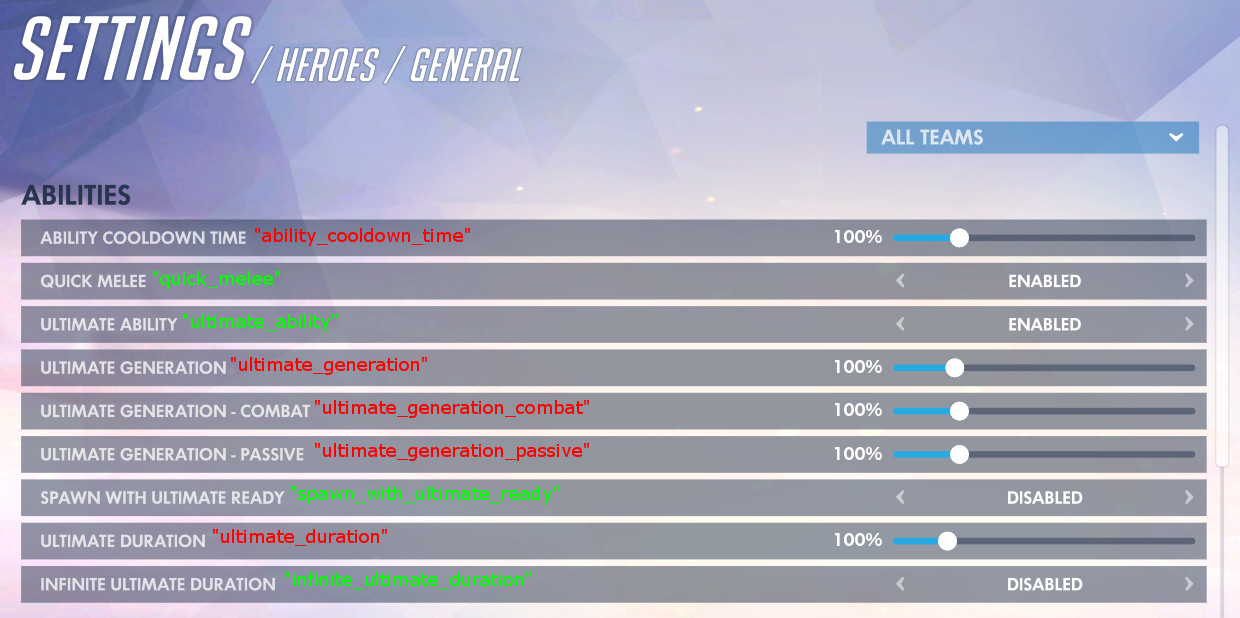 SETTINGS / HEROES / GENERAL
ALL TEAMS
ABILITIES
ABILITY COOLDOWN TIME "ability_cooldown_time" 100%
QUICK MELEE "quick_melee" ENABLED
ULTIMATE ABILITY "ultimate_ability" ENABLED
ULTIMATE GENERATION "ultimate_generation" 100%
ULTIMATE GENERATION - COMBAT "ultimate_generation_combat" 100%
ULTIMATE GENERATION - PASSIVE "ultimate_generation_passive" 100%
SPAWN WITH ULTIMATE READY "spawn_with_ultimate_ready" DISABLED
ULTIMATE DURATION "ultimate_duration" 100%
INFINITE ULTIMATE DURATION "infinite_ultimate_duration" DISABLED